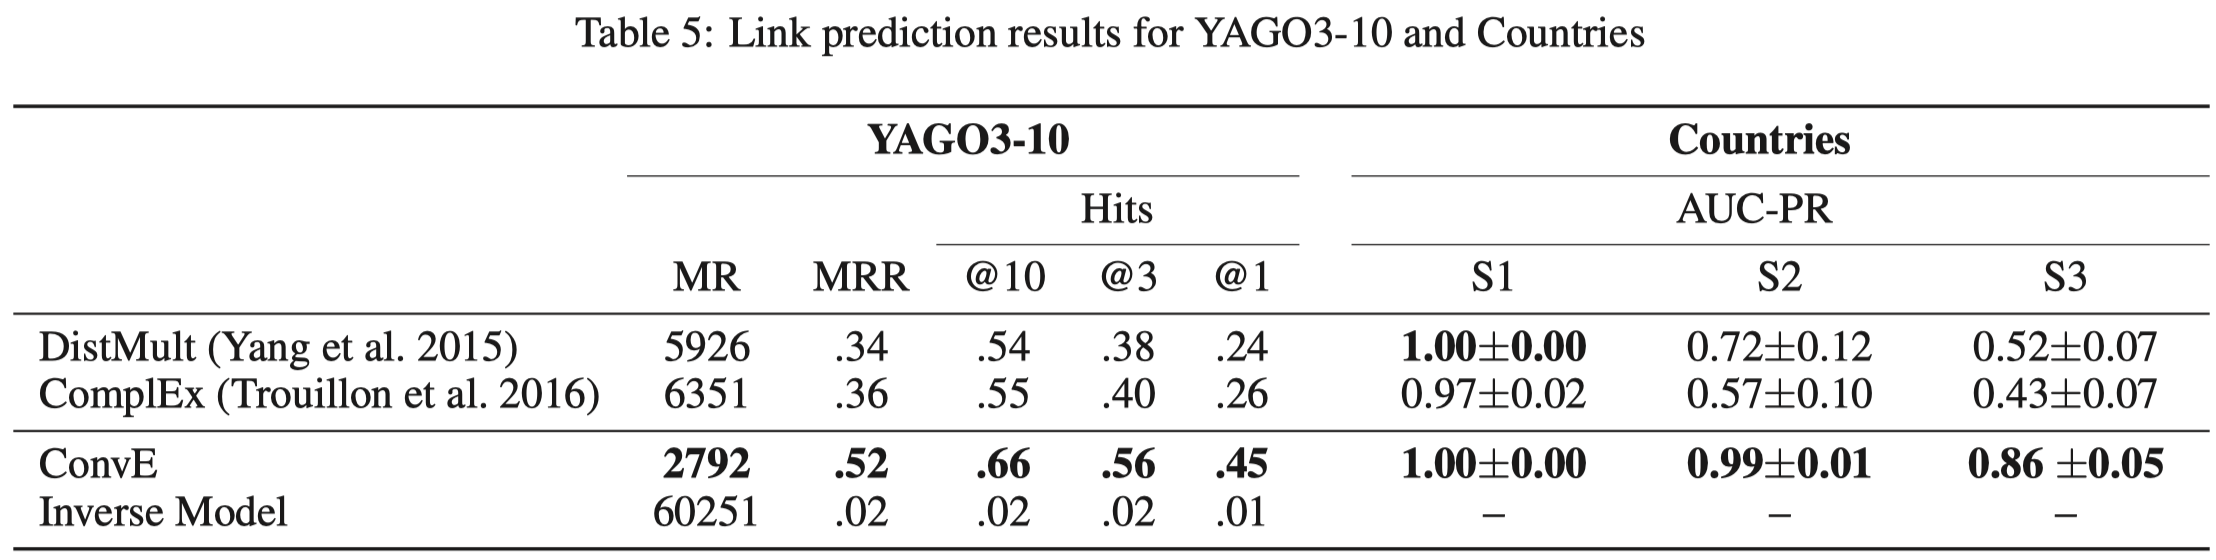 Table 5: Link prediction results for YAGO3-10 and Countries
YAGO3-10 Countries
Hits AUC-PR
MR MRR @10 @3 @1 S1 S2 S3
DistMult (Yang et al. 2015) 5926 .34 .54 .38 .24 1.00±0.00 0.72±0.12 0.52±0.07
ComplEx (Trouillon et al. 2016) 6351 .36 .55 .40 .26 0.97±0.02 0.57±0.10 0.43±0.07
ConvE 2792 .52 .66 .56 .45 1.00±0.00 0.99±0.01 0.86 ±0.05
Inverse Model 60251 .02 .02 .02 .01 – – –